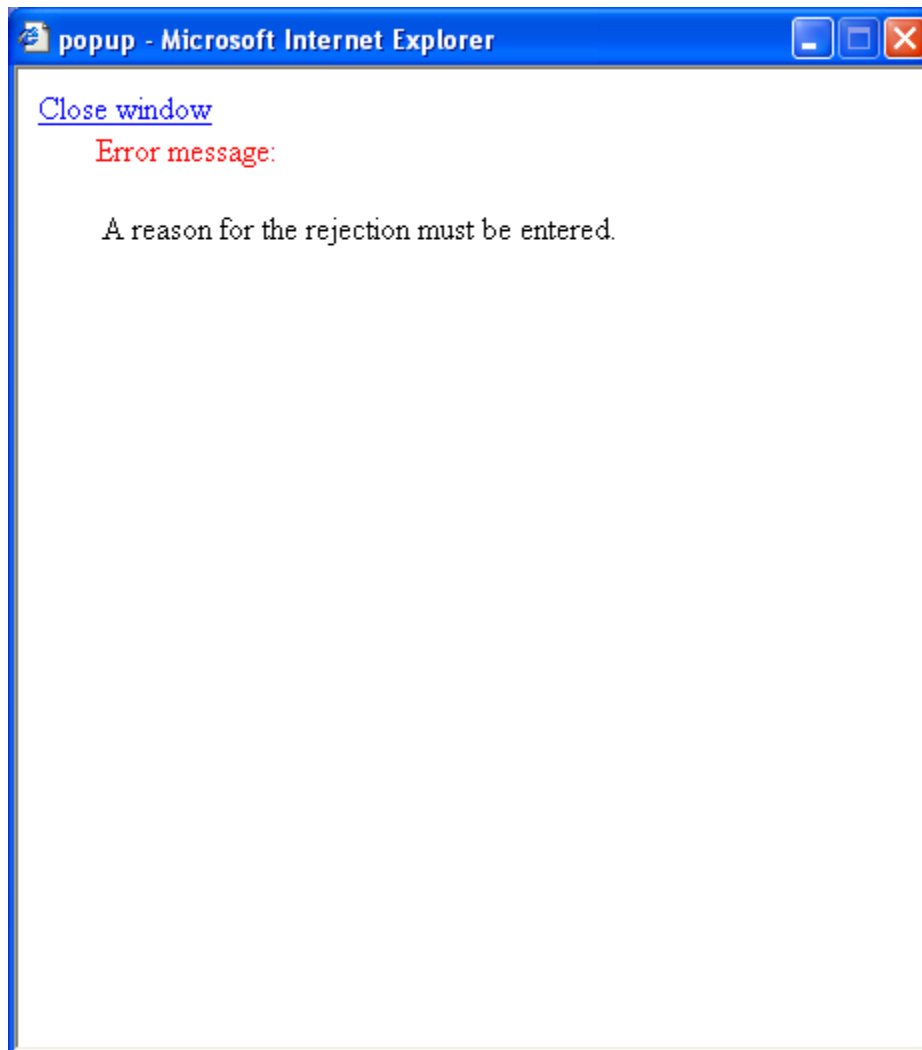 popup - Microsoft Internet Explorer
Close window
Error message:
A reason for the rejection must be entered.